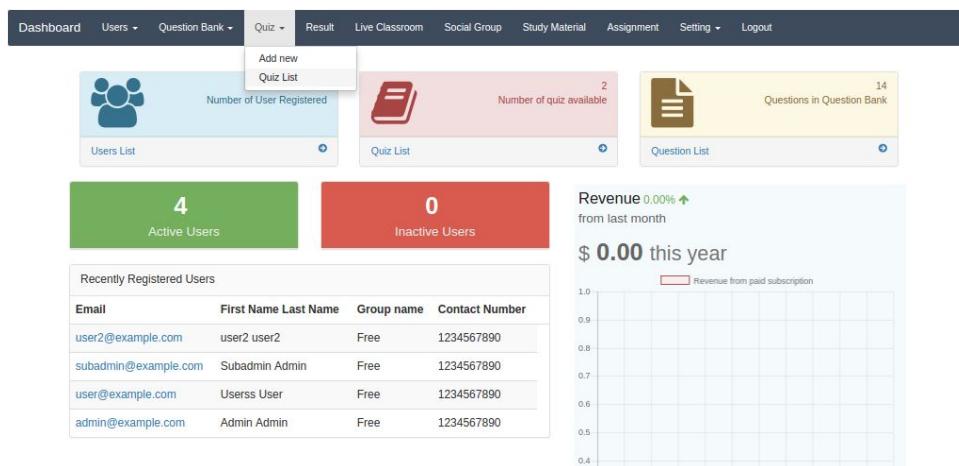 Dashboard Users Question Bank Quiz Result Live Classroom Social Group Study Material Assignment Setting Logout
Add new
Quiz List
Number of User Registered
Users List
2
Number of quiz available
Quiz List
14
Questions in Question Bank
Question List
4
Active Users
0
Inactive Users
Recently Registered Users
Email First Name Last Name Group name Contact Number
user2@example.com user2 user2 Free 1234567890
subadmin@example.com Subadmin Admin Free 1234567890
user@example.com Userss User Free 1234567890
admin@example.com Admin Admin Free 1234567890
Revenue 0.00%
from last month
$ 0.00 this year
Revenue from paid subscription
1.0
0.9
0.8
0.7
0.6
0.5
0.4